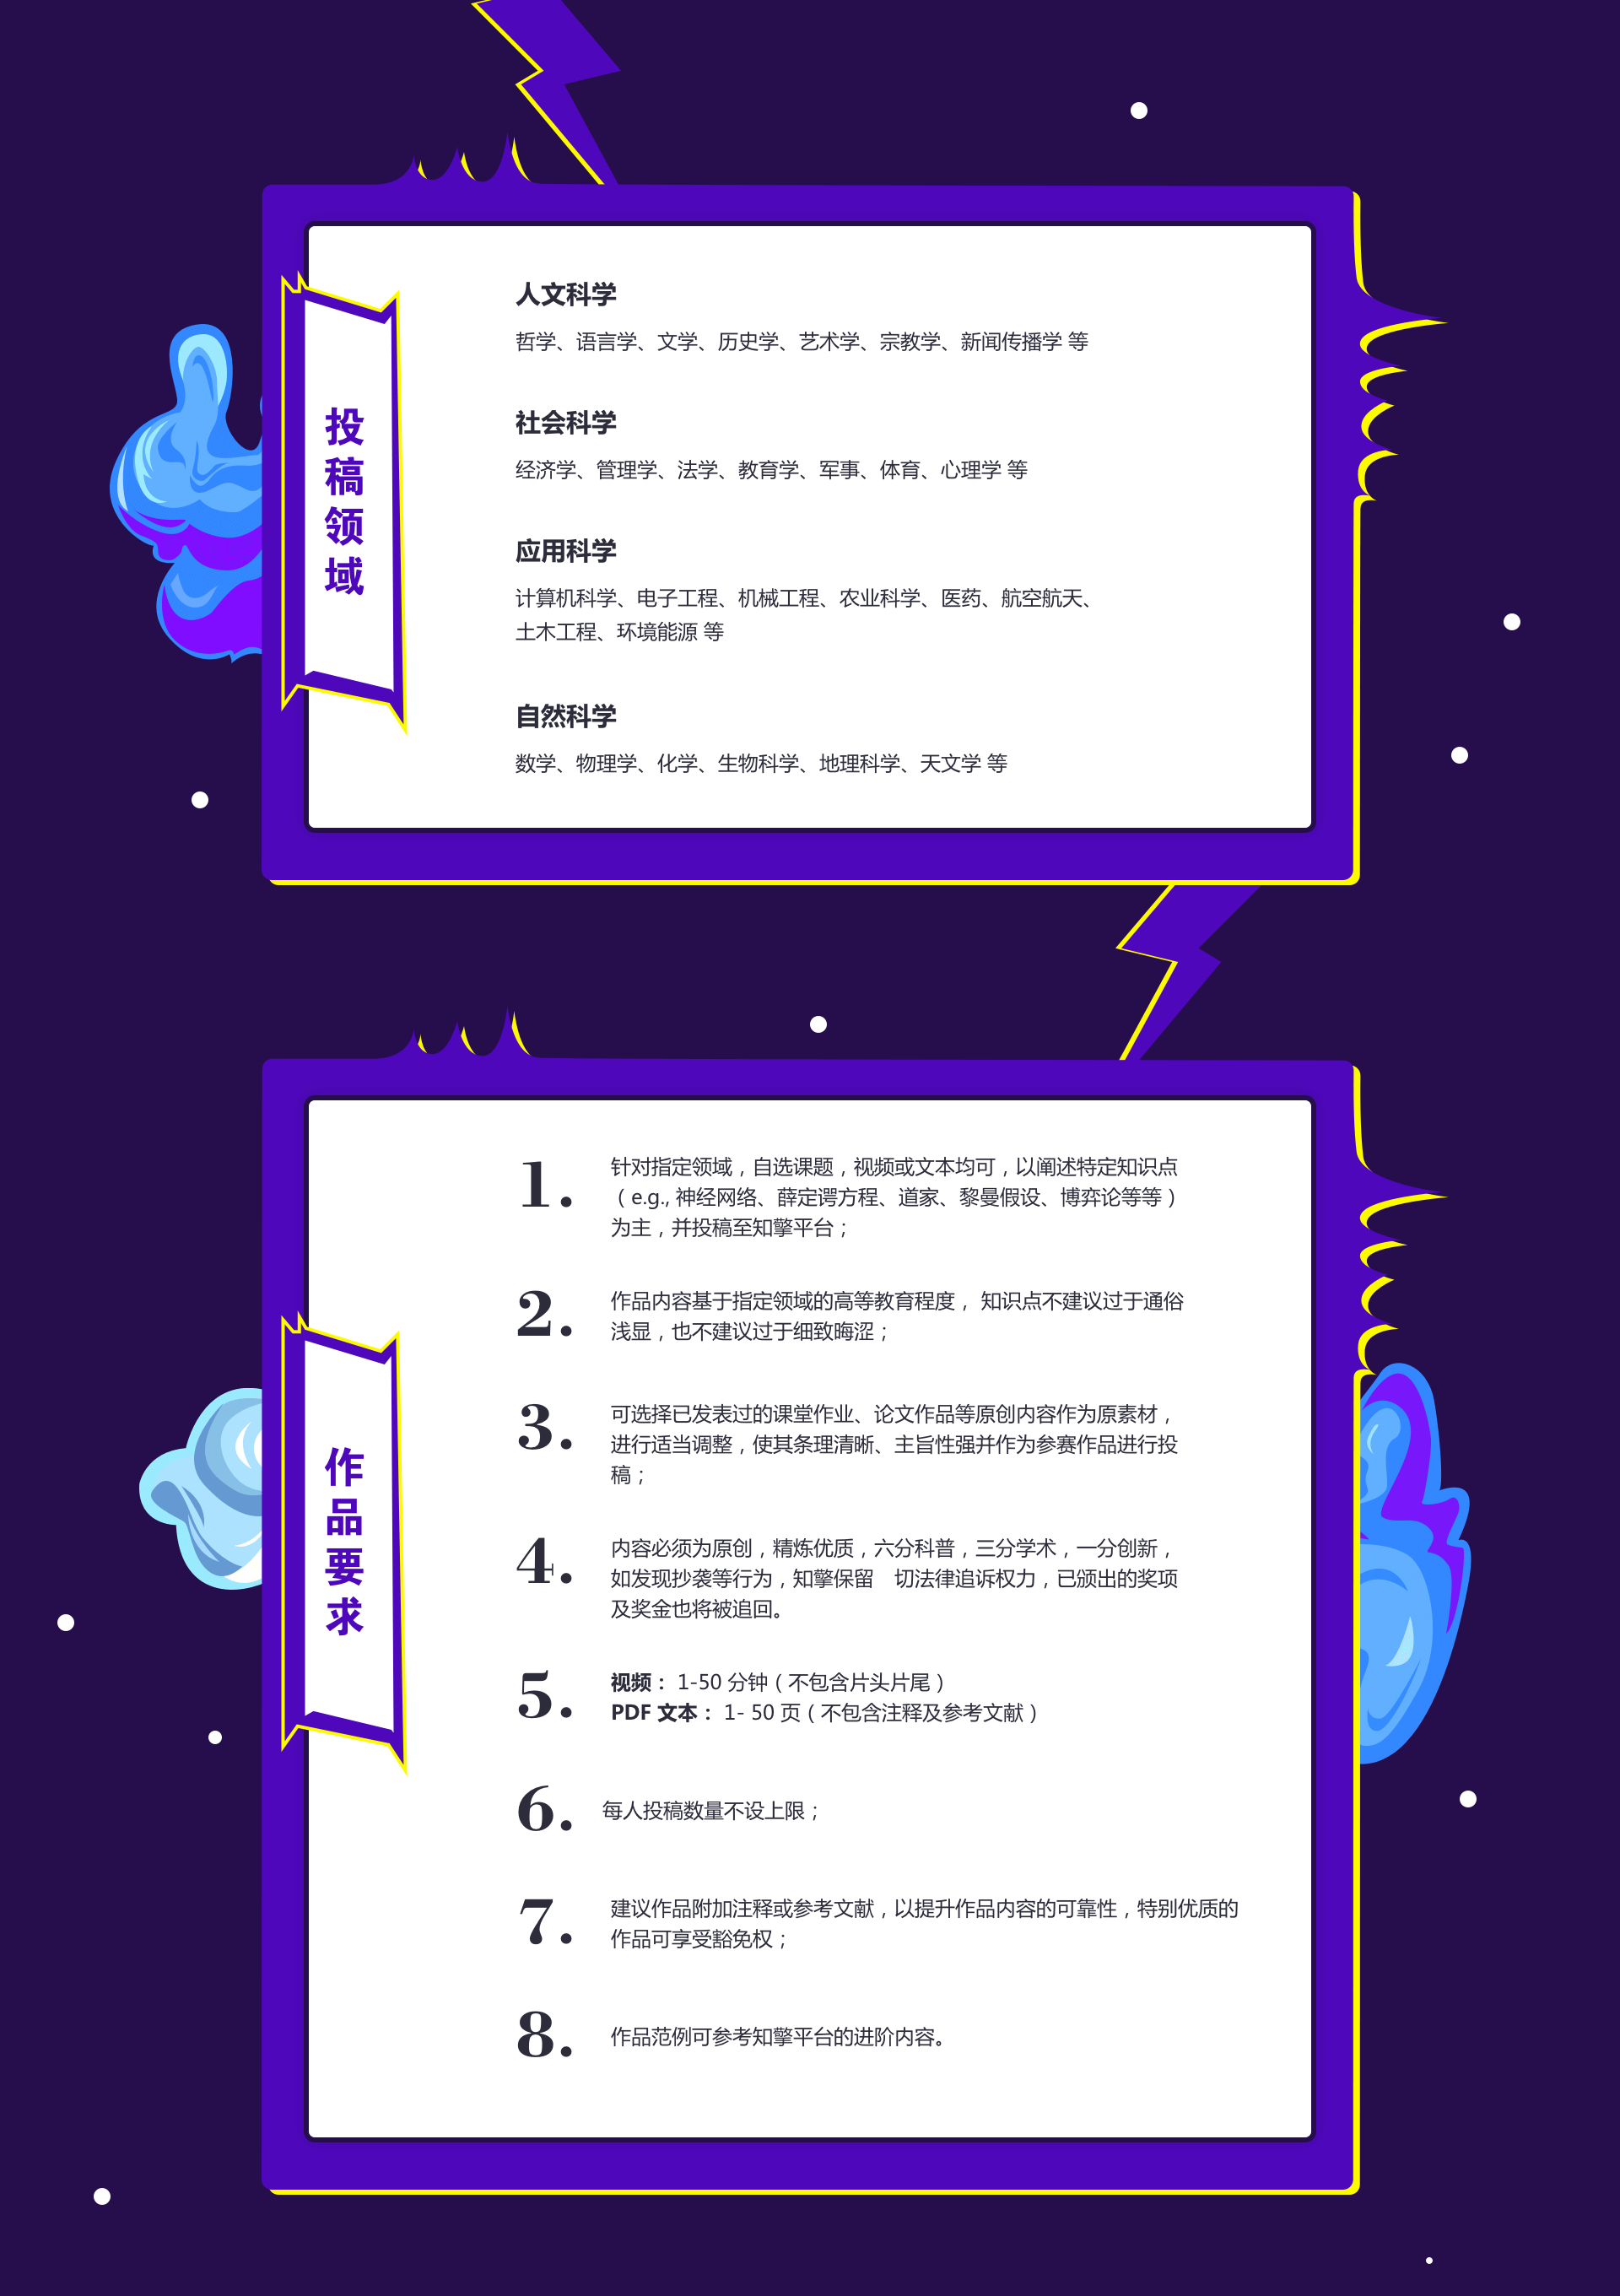 投稿领域
人文科学
哲学、语言学、文学、历史学、艺术学、宗教学、新闻传播学 等
社会科学
经济学、管理学、法学、教育学、军事、体育、心理学 等
应用科学
计算机科学、电子工程、机械工程、农业科学、医药、航空航天、
土木工程、环境能源 等
自然科学
数学、物理学、化学、生物科学、地理科学、天文学 等
作品要求
1. 针对指定领域，自选课题，视频或文本均可，以阐述特定知识点
（e.g., 神经网络、薛定谔方程、道家、黎曼假设、博弈论等等）
为主，并投稿至知擎平台；
2. 作品内容基于指定领域的高等教育程度， 知识点不建议过于通俗
浅显，也不建议过于细致晦涩；
3. 可选择已发表过的课堂作业、论文作品等原创内容作为原素材，
进行适当调整，使其条理清晰、主旨性强并作为参赛作品进行投
稿；
4. 内容必须为原创，精炼优质，六分科普，三分学术，一分创新，
如发现抄袭等行为，知擎保留 切法律追诉权力，已颁出的奖项
及奖金也将被追回。
5. 视频： 1-50 分钟（不包含片头片尾）
PDF 文本： 1- 50 页（不包含注释及参考文献）
6. 每人投稿数量不设上限；
7. 建议作品附加注释或参考文献，以提升作品内容的可靠性，特别优质的
作品可享受豁免权；
8. 作品范例可参考知擎平台的进阶内容。